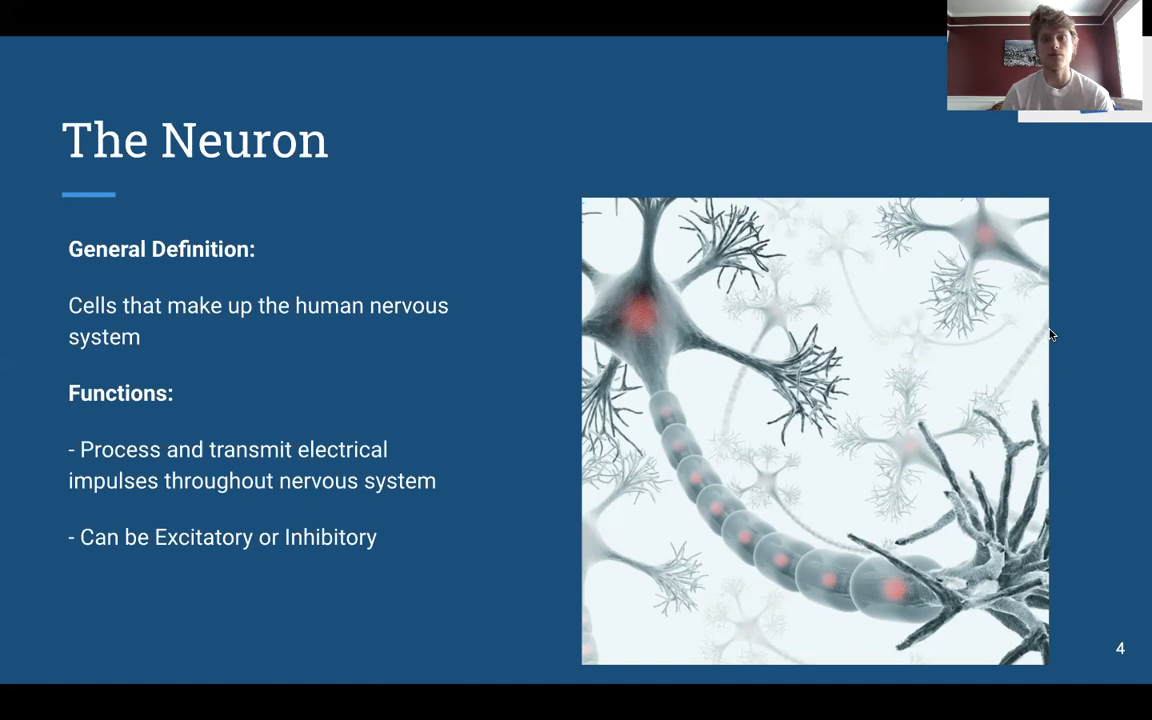 The Neuron
General Definition:
Cells that make up the human nervous
system
Functions:
- Process and transmit electrical
impulses throughout nervous system
- Can be Excitatory or Inhibitory
4